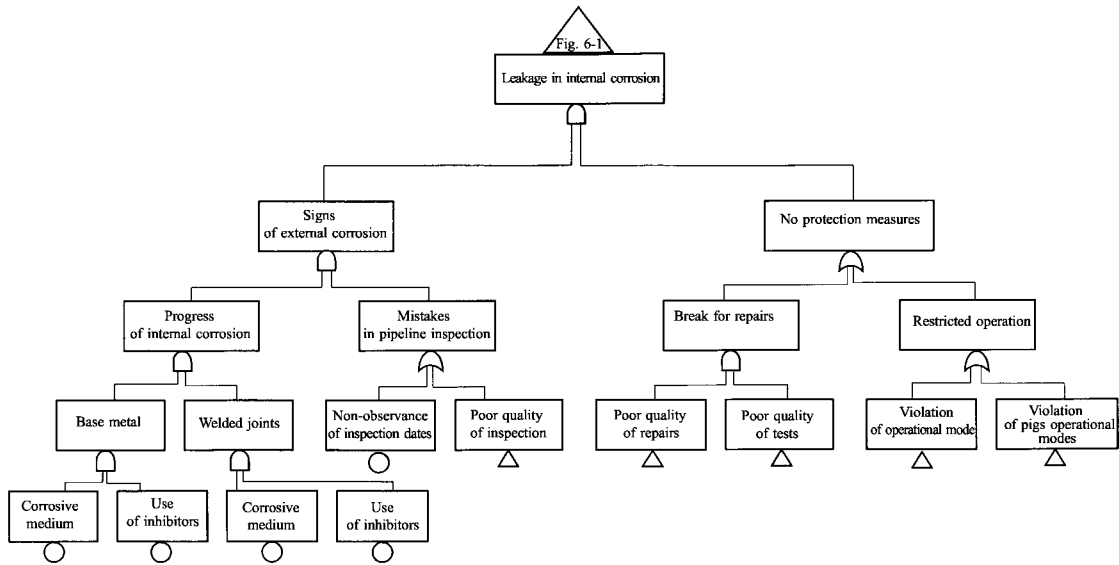 Fig. 6-1
Leakage in internal corrosion
Signs
of external corrosion
No protection measures
Progress
of internal corrosion
Mistakes
in pipeline inspection
Break for repairs
Restricted operation
Base metal
Welded joints
Non-observance
of inspection dates
Poor quality
of inspection
Poor quality
of repairs
Poor quality
of tests
Violation
of operational mode
Violation
of pigs operational
modes
Corrosive
medium
Use
of inhibitors
Corrosive
medium
Use
of inhibitors